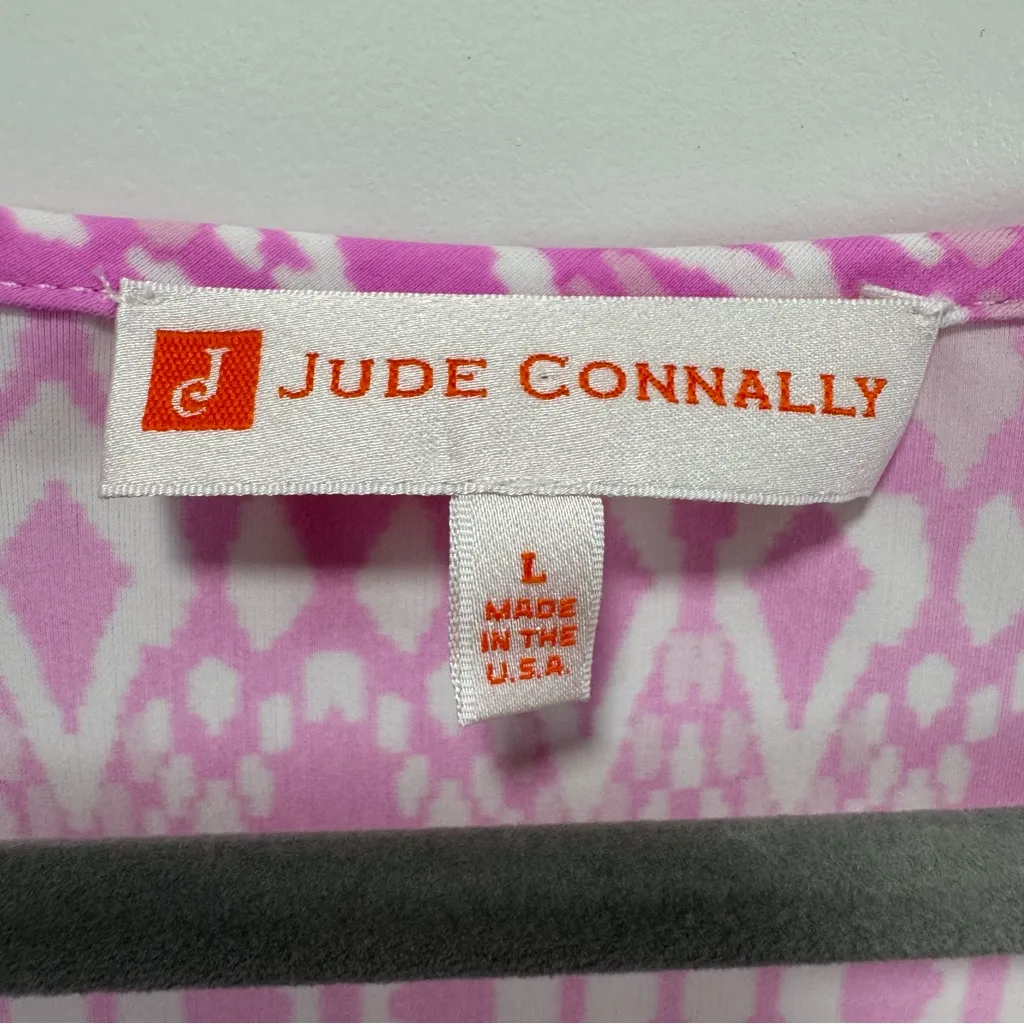 JUDE CONNALLY
L
MADE
IN THE
U.S.A.